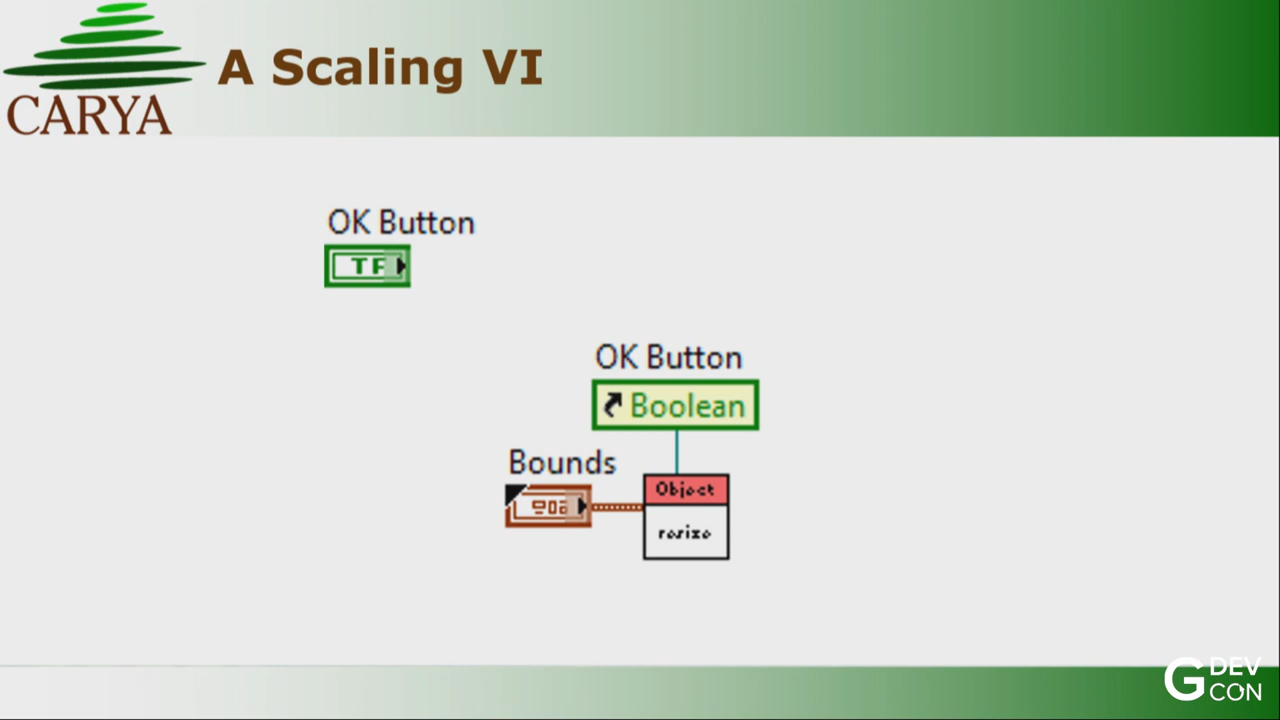 CARYA
A Scaling VI
OK Button
TF
OK Button
Boolean
Bounds
Object
resize
G DEV
CON